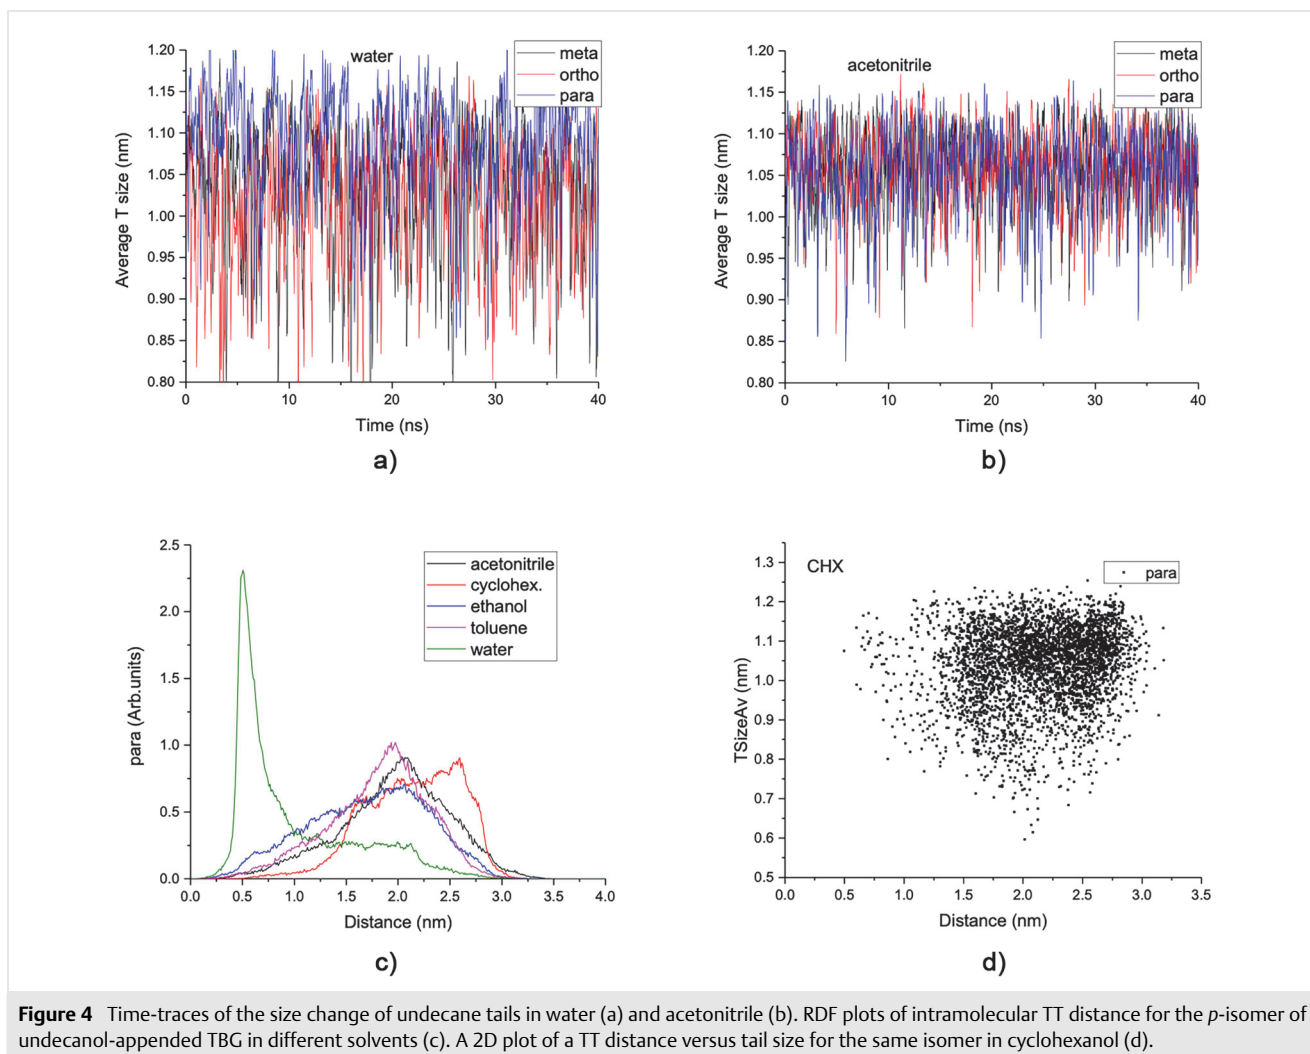 1.20
1.15
1.10
1.05
1.00
0.95
0.90
0.85
0.80
Average T size (nm)
water
meta
ortho
para
0 10 20 30 40
Time (ns)
a)
1.20
1.15
1.10
1.05
1.00
0.95
0.90
0.85
0.80
Average T size (nm)
acetonitrile
meta
ortho
para
0 10 20 30 40
Time (ns)
b)
2.5
2.0
1.5
1.0
0.5
0.0
para (Arb.units)
acetonitrile
cyclohex.
ethanol
toluene
water
0.0 0.5 1.0 1.5 2.0 2.5 3.0 3.5 4.0
Distance (nm)
c)
1.3
1.2
1.1
1.0
0.9
0.8
0.7
0.6
0.5
TSizeAv (nm)
CHX
para
0.0 0.5 1.0 1.5 2.0 2.5 3.0 3.5
Distance (nm)
d)
Figure 4 Time-traces of the size change of undecane tails in water (a) and acetonitrile (b). RDF plots of intramolecular TT distance for the p-isomer of
undecanol-appended TBG in different solvents (c). A 2D plot of a TT distance versus tail size for the same isomer in cyclohexanol (d).